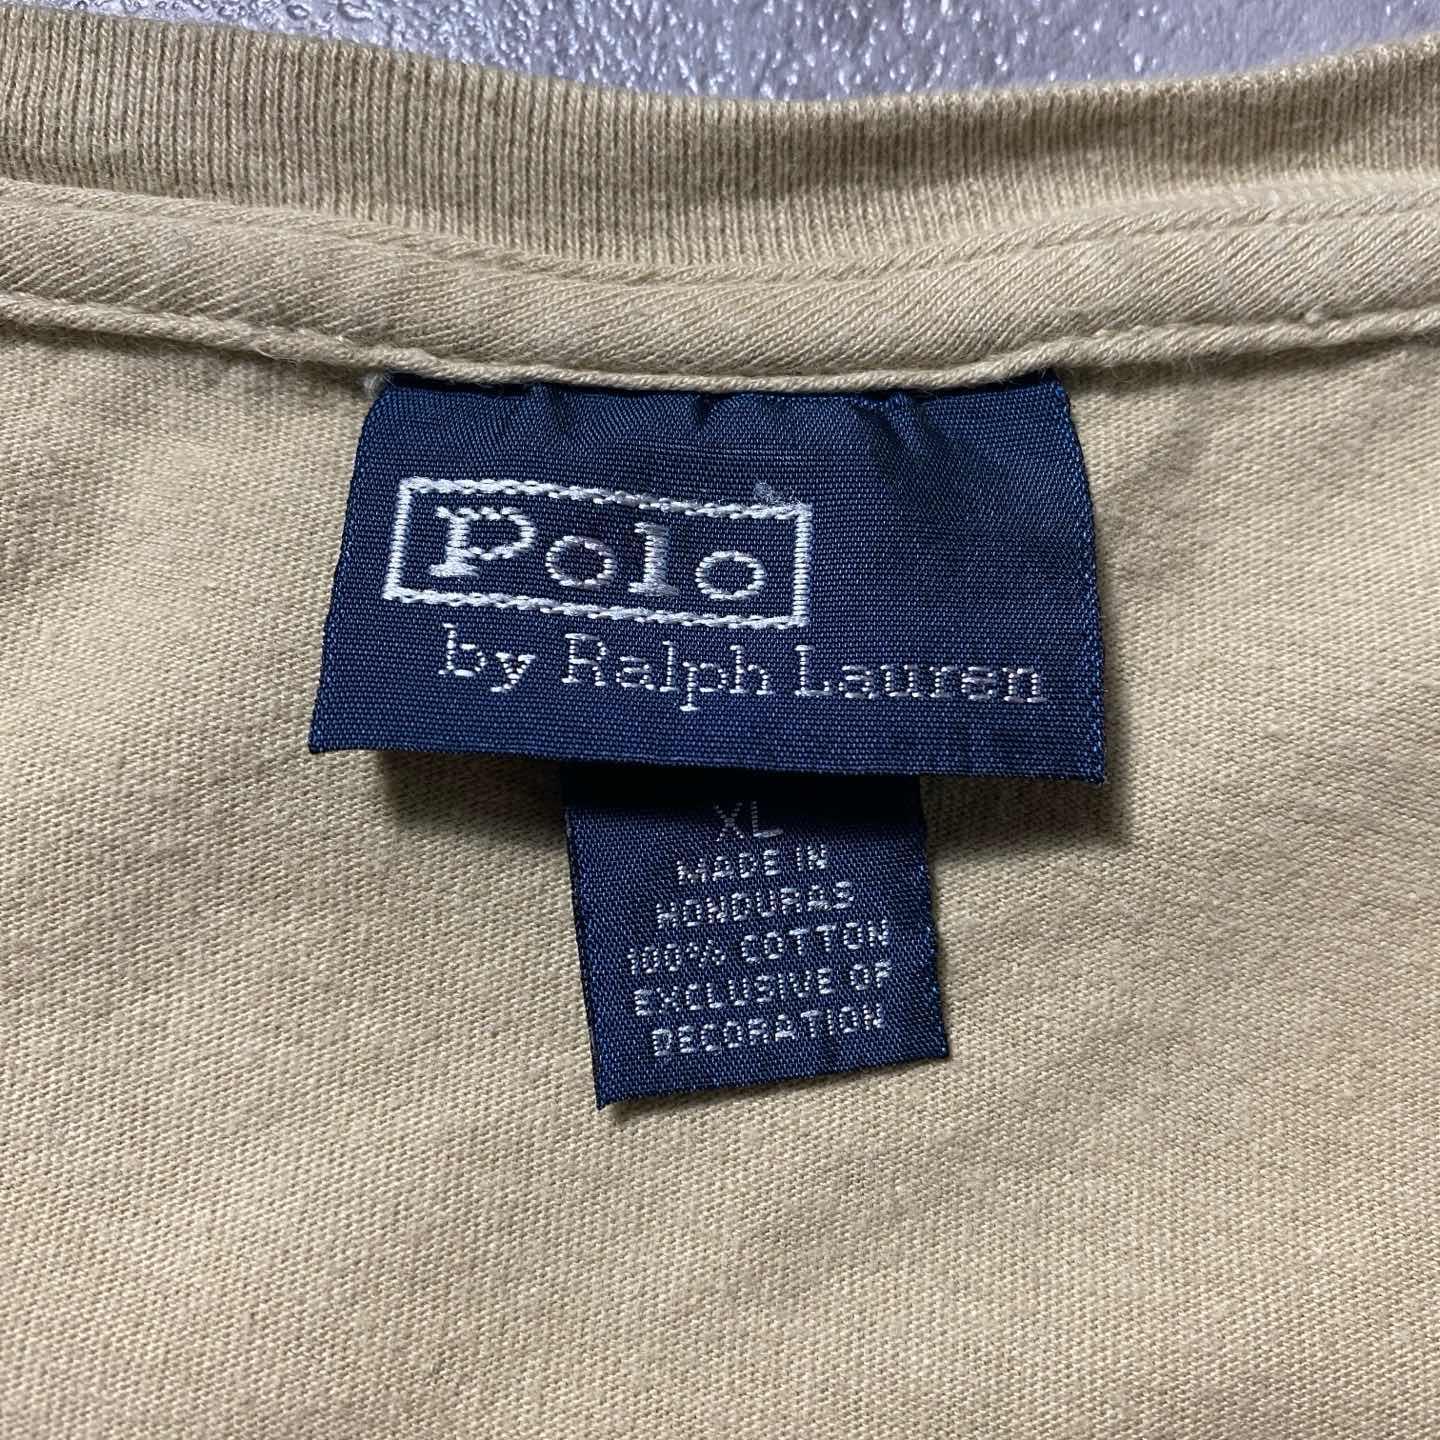 Polo
by Ralph Lauren
XL
MADE IN
HONDURAS
100% COTTON
EXCLUSIVE OF
DECORATION